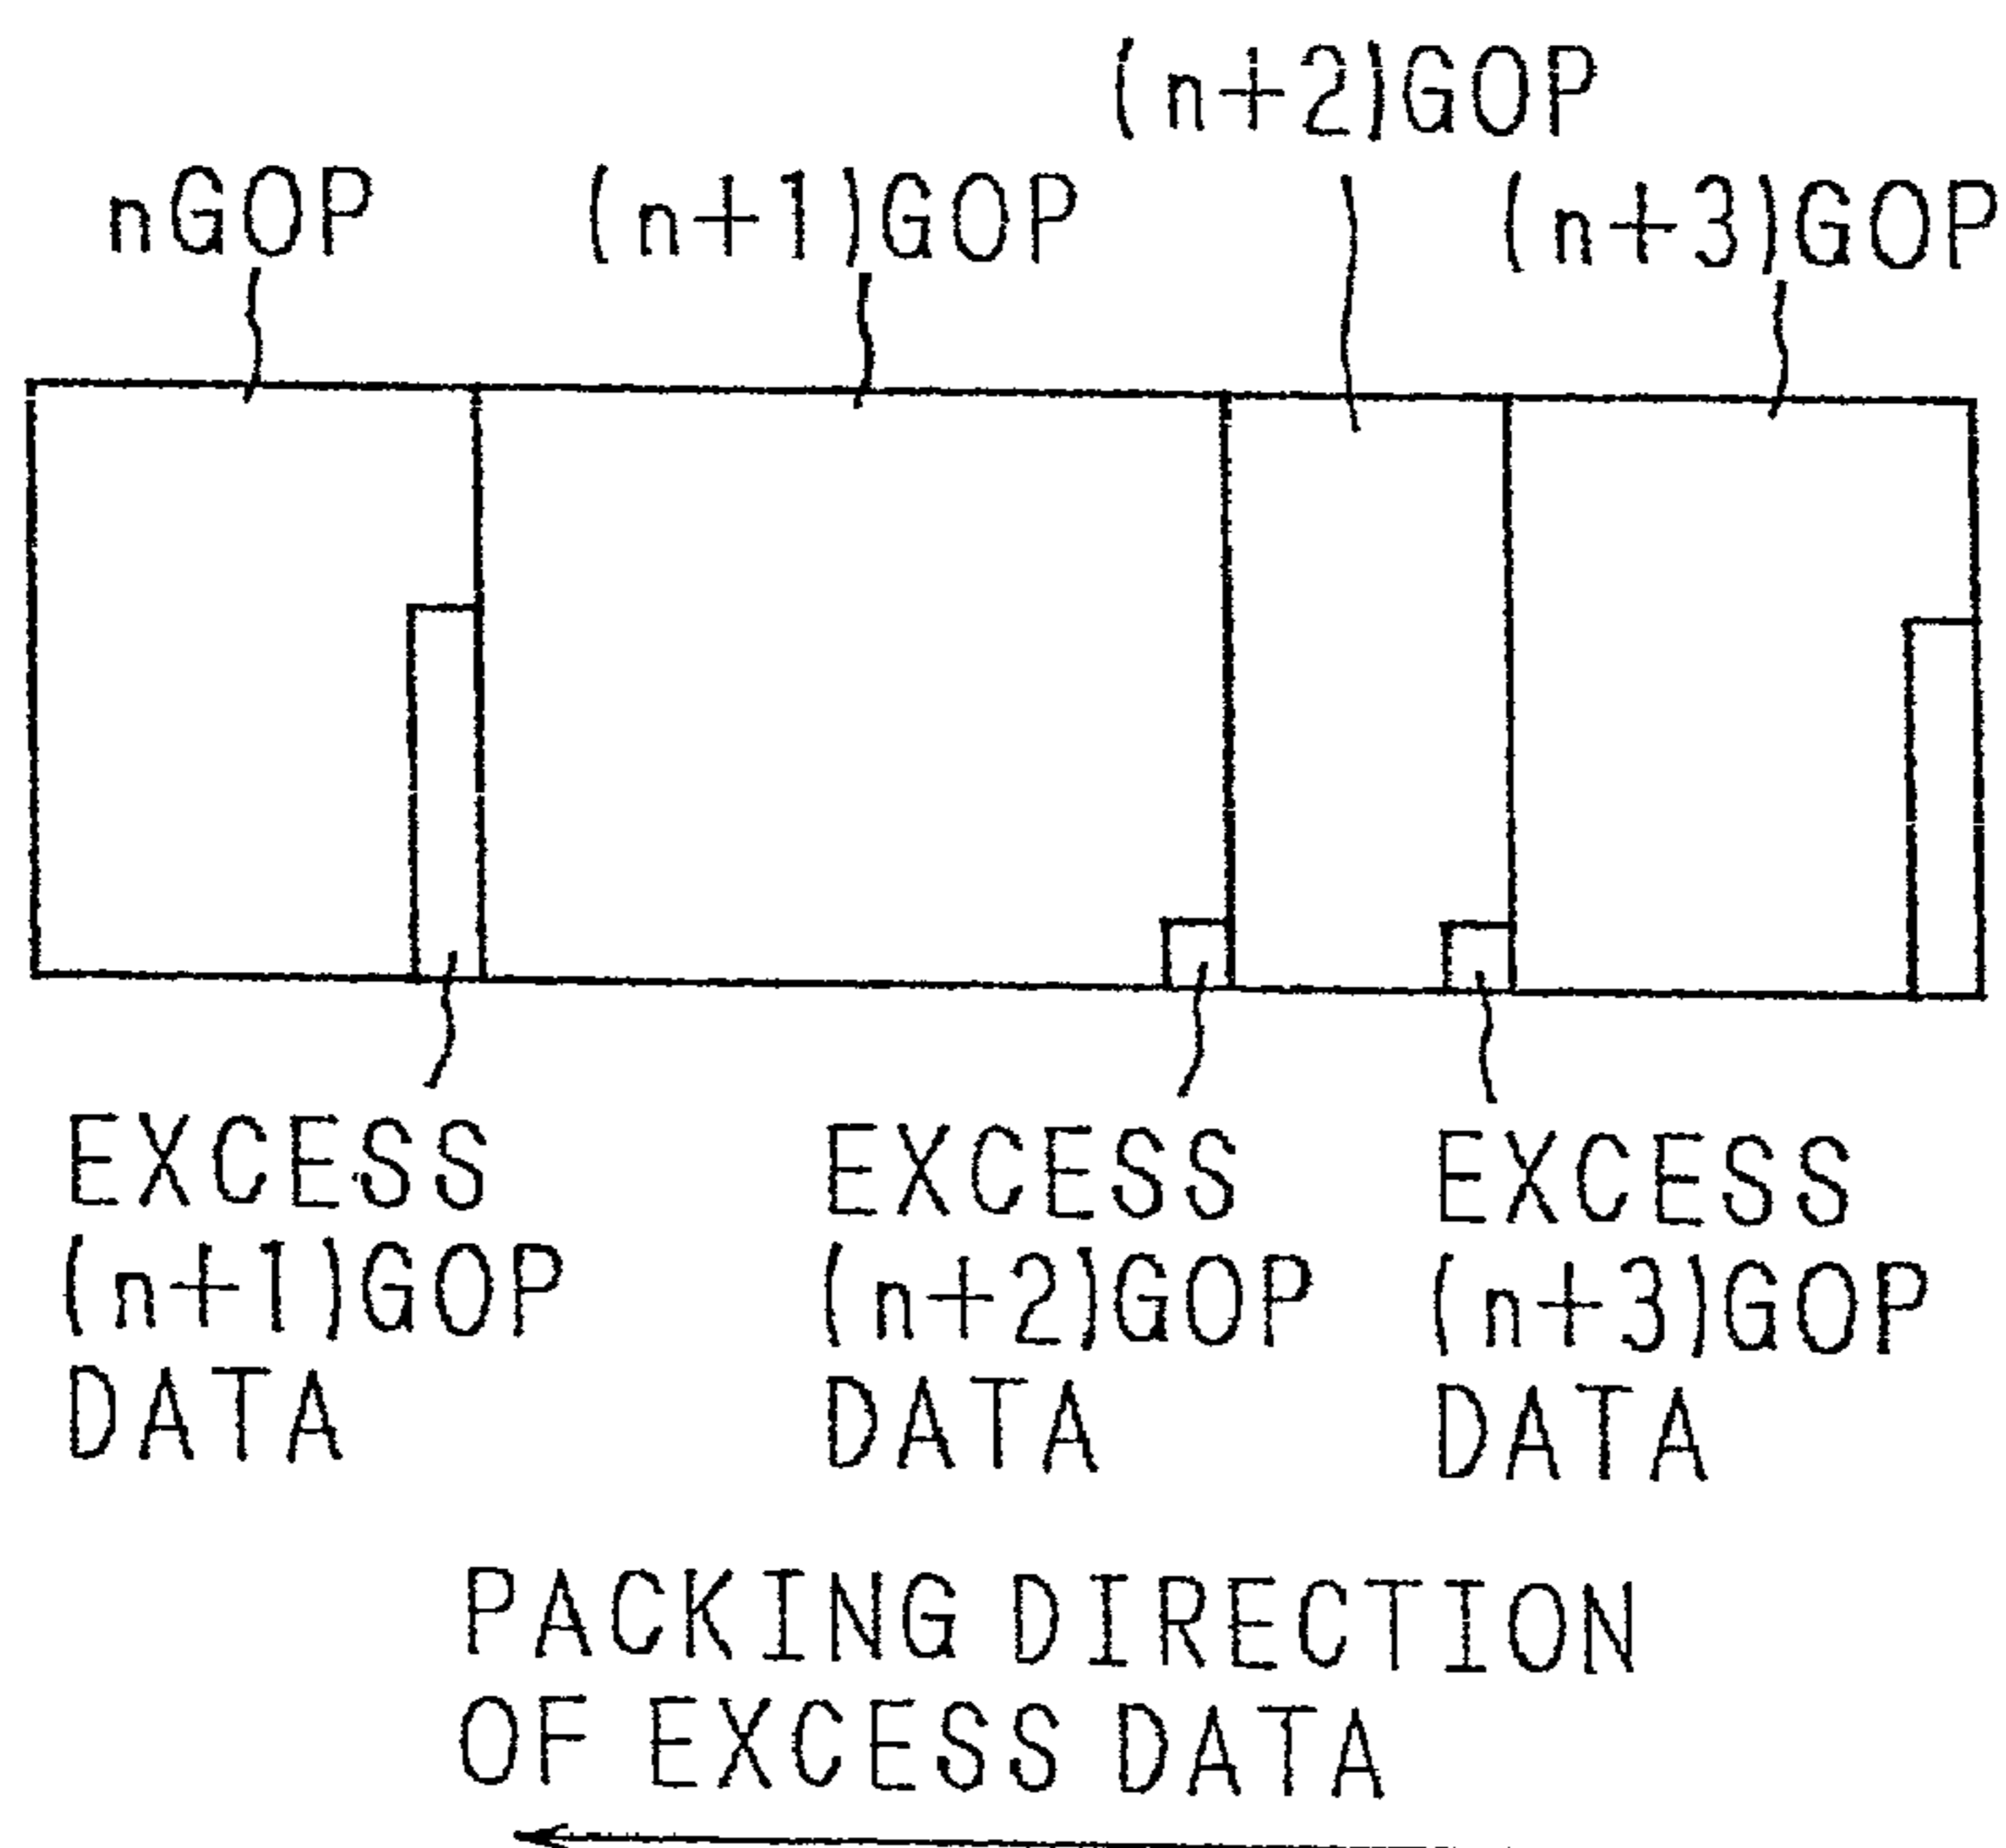 (n+2)GOP
nGOP (n+1)GOP (n+3)GOP
EXCESS
(n+1)GOP
DATA
EXCESS
(n+2)GOP
DATA
EXCESS
(n+3)GOP
DATA
PACKING DIRECTION
OF EXCESS DATA